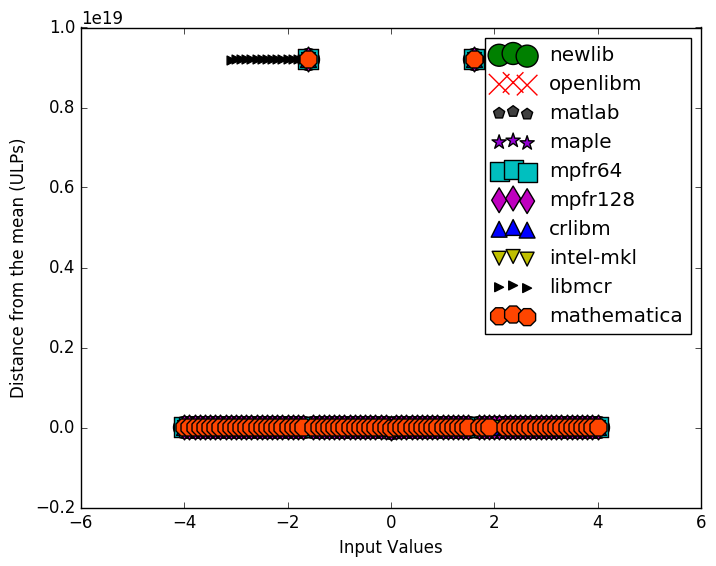 1e19
1.0
0.8
0.6
0.4
0.2
0.0
−0.2
Distance from the mean (ULPs)
newlib
openlibm
matlab
maple
mpfr64
mpfr128
crlibm
intel-mkl
libmcr
mathematica
−6 −4 −2 0 2 4 6
Input Values